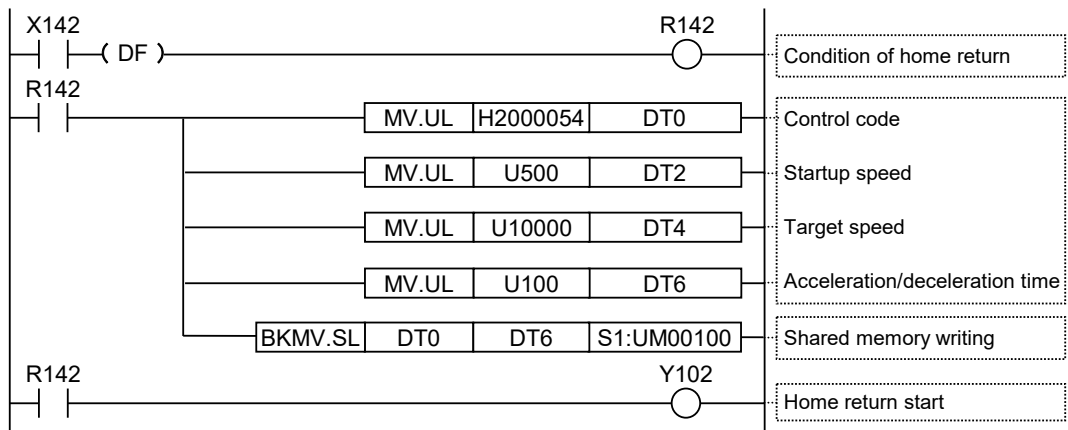 X142 R142
( DF ) Condition of home return
R142
MV.UL H2000054 DT0 Control code
MV.UL U500 DT2 Startup speed
MV.UL U10000 DT4 Target speed
MV.UL U100 DT6 Acceleration/deceleration time
BKMV.SL DT0 DT6 S1:UM00100 Shared memory writing
R142 Y102
Home return start